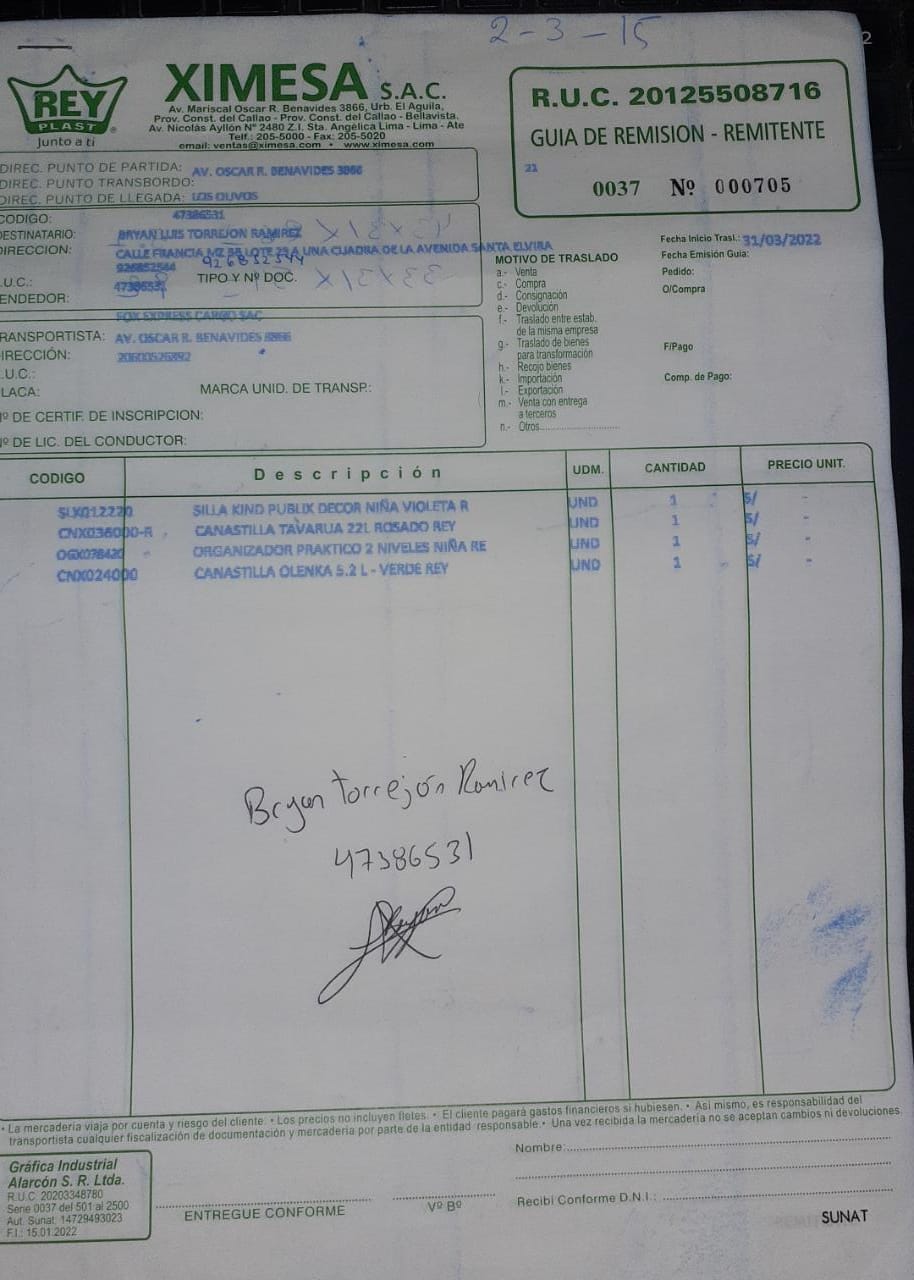 2-3-15
2
REY
PLAST
Junto a ti
XIMESA S.A.C.
Av. Mariscal Oscar R. Benavides 3866, Urb. El Aguila,
Prov. Const. del Callao - Prov. Const. del Callao - Bellavista.
Av. Nicolás Ayllón Nº 2480 Z.I. Sta. Angélica Lima - Lima - Ate
Telf.: 205-5000 - Fax: 205-5020
email: ventas@ximesa.com • www.ximesa.com
R.U.C. 20125508716
GUIA DE REMISION - REMITENTE
21
0037 Nº 000705
DIREC. PUNTO DE PARTIDA: AV. OSCAR R. BENAVIDES 3866
DIREC. PUNTO TRANSBORDO:
DIREC. PUNTO DE LLEGADA: LOS OLIVOS
CODIGO: 47386531
DESTINATARIO: BRYAN LUIS TORREJON RAMIREZ
DIRECCION: CALLE FRANCIA MZ LOTE 23 A UNA CUADRA DE LA AVENIDA SANTA ELVIRA
926852544
.U.C.: 47386531 TIPO Y Nº DOC.
ENDEDOR:
FOX EXPRESS CARGO SAC
RANSPORTISTA: AV. OSCAR R. BENAVIDES 3866
DIRECCIÓN: 20600526892
.U.C.:
LACA: MARCA UNID. DE TRANSP.:
Nº DE CERTIF. DE INSCRIPCION:
Nº DE LIC. DEL CONDUCTOR:
MOTIVO DE TRASLADO
a.- Venta
c.- Compra
d.- Consignación
e.- Devolución
f.- Traslado entre estab.
de la misma empresa
g.- Traslado de bienes
para transformación
h.- Recojo bienes
k.- Importación
l.- Exportación
m.- Venta con entrega
a terceros
n.- Otros
Fecha Inicio Trasl.: 31/03/2022
Fecha Emisión Guía:
Pedido:
O/Compra
F/Pago
Comp. de Pago:
CODIGO Descripción UDM. CANTIDAD PRECIO UNIT.
SLX012220 SILLA KIND PUBLIX DECOR NIÑA VIOLETA R UND 1 S/ -
CNX036000-R CANASTILLA TAVARUA 22L ROSADO REY UND 1 S/ -
ORGANIZADOR PRAKTICO 2 NIVELES NIÑA RE UND 1 S/ -
CNX024000 CANASTILLA OLENKA 5.2 L - VERDE REY UND 1 S/ -
Bryan Torrejón Ramirez
47386531
• La mercadería viaja por cuenta y riesgo del cliente. • Los precios no incluyen fletes. • El cliente pagará gastos financieros si hubiesen. • Asi mismo, es responsabilidad del
transportista cualquier fiscalización de documentación y mercadería por parte de la entidad responsable. • Una vez recibida la mercadería no se aceptan cambios ni devoluciones.
Gráfica Industrial
Alarcón S. R. Ltda.
R.U.C. 20203348780
Serie 0037 del 501 al 2500
Aut. Sunat: 14729493023
F.I.: 15.01.2022
ENTREGUE CONFORME
Vº Bº
Nombre:
Recibí Conforme D.N.I.:
SUNAT